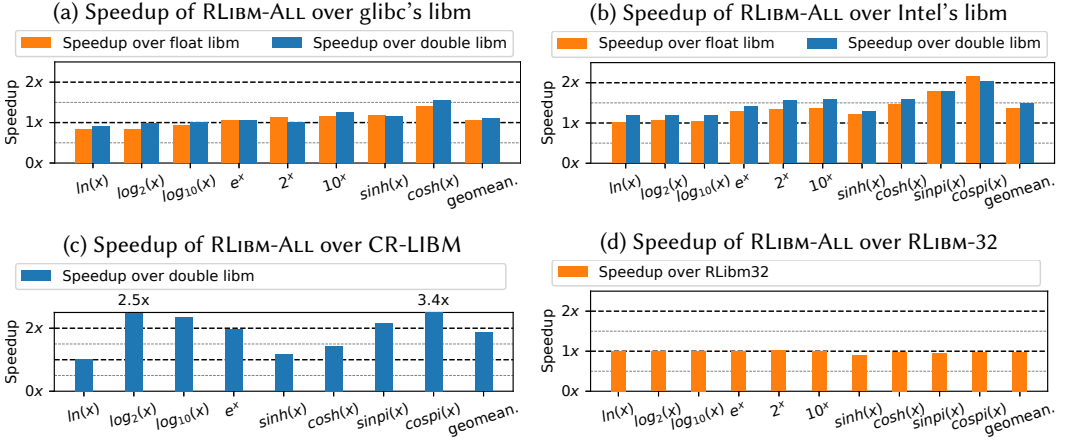 (a) Speedup of RLIBM-ALL over glibc's libm
Speedup over float libm Speedup over double libm
Speedup
2x
1x
0x
ln(x) log2(x) log10(x) e^x 2^x 10^x sinh(x) cosh(x) geomean.
(b) Speedup of RLIBM-ALL over Intel's libm
Speedup over float libm Speedup over double libm
Speedup
2x
1x
0x
ln(x) log2(x) log10(x) e^x 2^x 10^x sinh(x) cosh(x) sinpi(x) cospi(x) geomean.
(c) Speedup of RLIBM-ALL over CR-LIBM
Speedup over double libm
2.5x 3.4x
Speedup
2x
1x
0x
ln(x) log2(x) log10(x) e^x sinh(x) cosh(x) sinpi(x) cospi(x) geomean.
(d) Speedup of RLIBM-ALL over RLIBM-32
Speedup over RLibm32
Speedup
2x
1x
0x
ln(x) log2(x) log10(x) e^x 2^x 10^x sinh(x) cosh(x) sinpi(x) cospi(x) geomean.